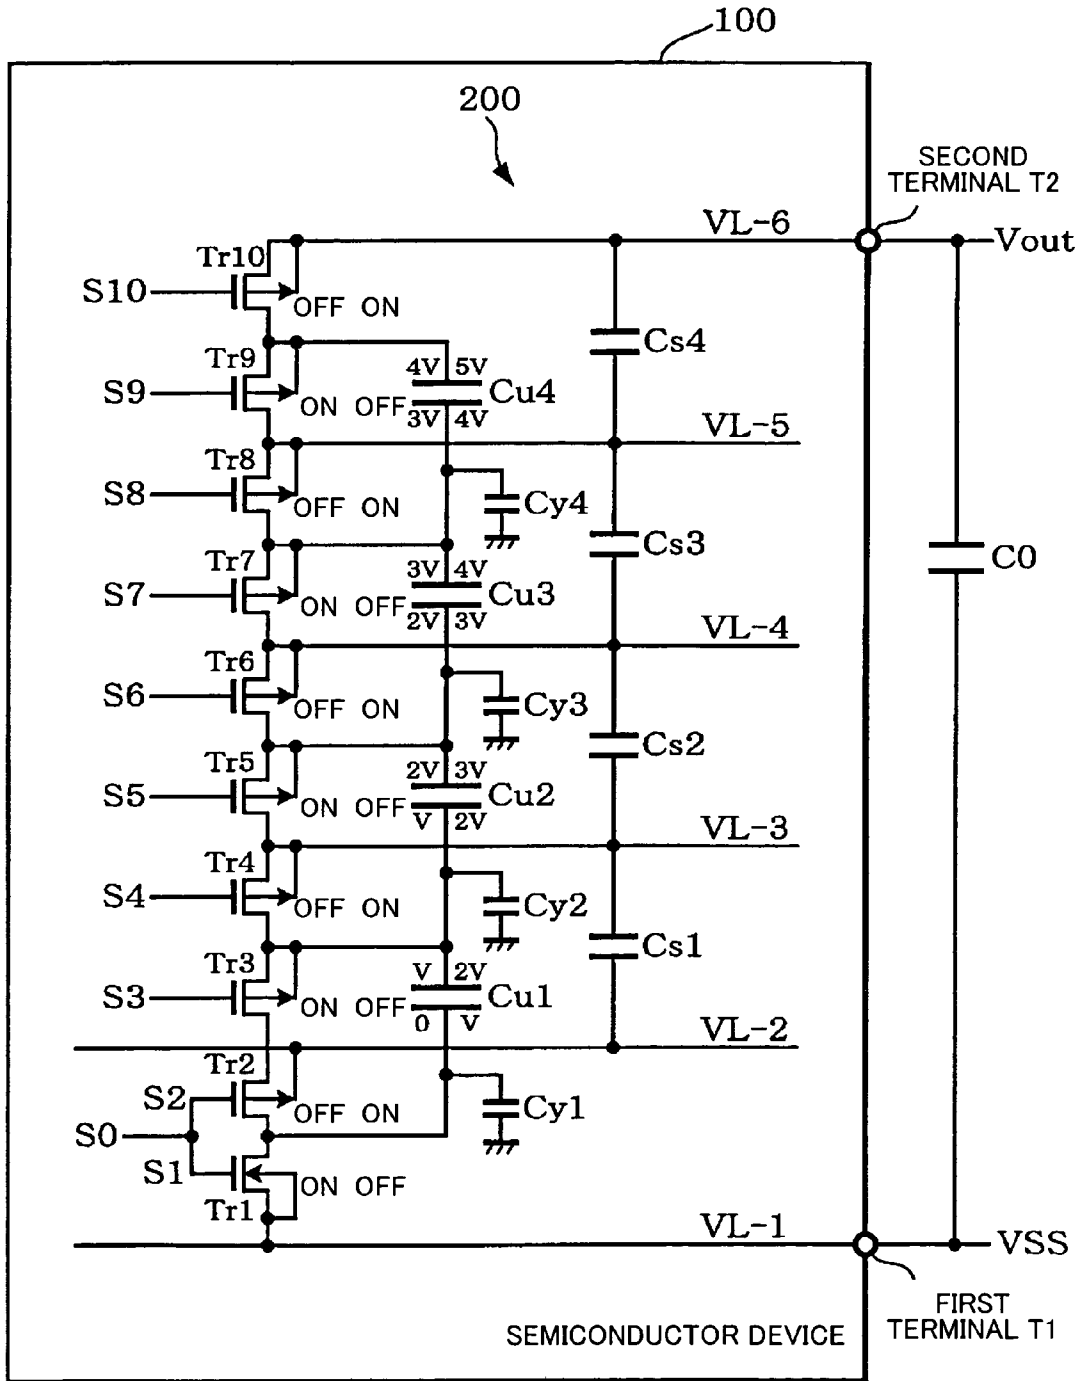 100
200
SECOND
TERMINAL T2
VL-6
Vout
Tr10
S10
OFF ON
Cs4
Tr9
4V 5V
Cu4
S9
ON OFF
3V 4V
VL-5
Tr8
S8
OFF ON
Cy4
Cs3
C0
Tr7
3V 4V
Cu3
S7
ON OFF
2V 3V
VL-4
Tr6
S6
OFF ON
Cy3
Cs2
Tr5
2V 3V
Cu2
S5
ON OFF
V 2V
VL-3
Tr4
S4
OFF ON
Cy2
Cs1
Tr3
V 2V
Cu1
S3
ON OFF
0 V
VL-2
Tr2
S2
OFF ON
Cy1
S0
S1
ON OFF
Tr1
VL-1
VSS
FIRST
TERMINAL T1
SEMICONDUCTOR DEVICE